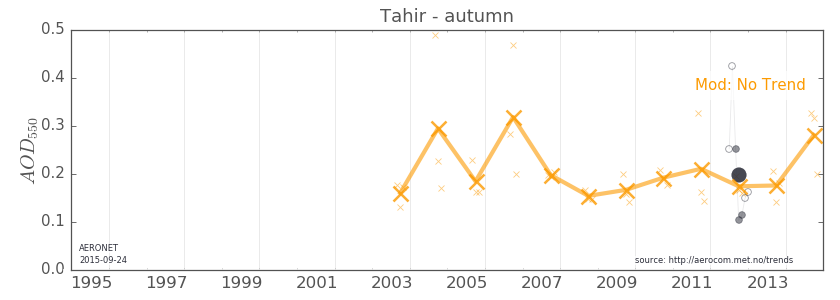 Tahir - autumn
0.5
0.4
0.3
0.2
0.1
0.0
AOD550
Mod: No Trend
AERONET
2015-09-24
source: http://aerocom.met.no/trends
1995 1997 1999 2001 2003 2005 2007 2009 2011 2013